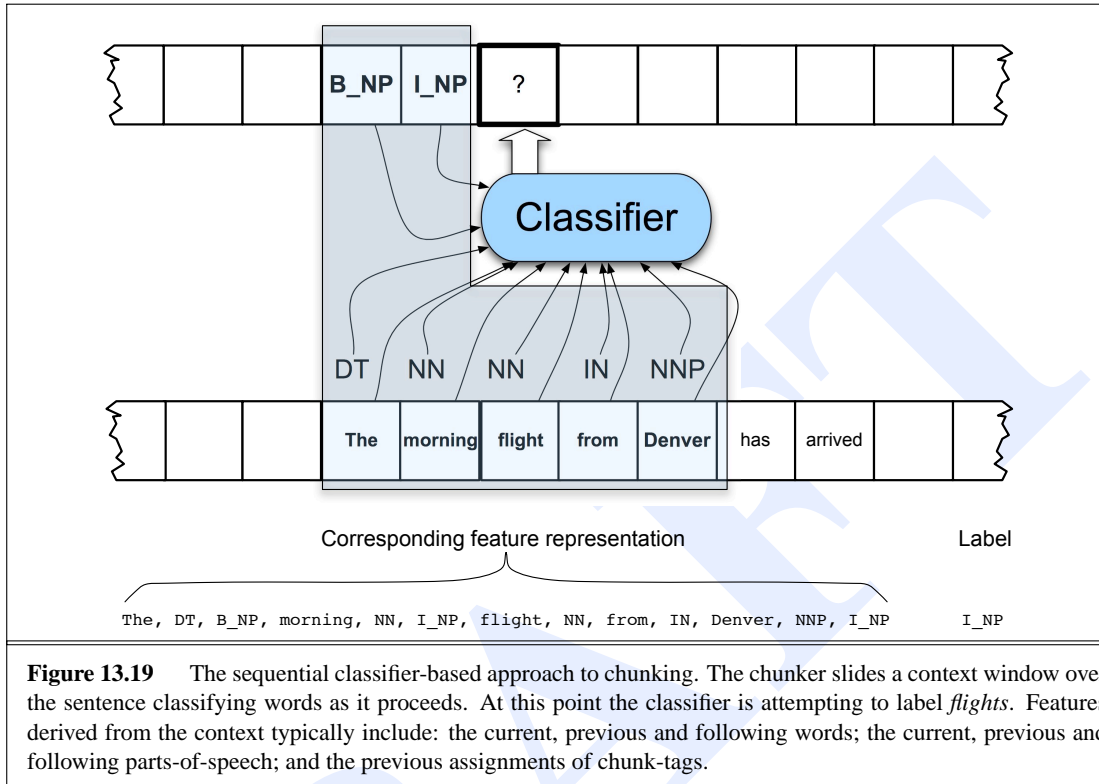 B_NP I_NP ?
Classifier
DT NN NN IN NNP
The morning flight from Denver has arrived
Corresponding feature representation Label
The, DT, B_NP, morning, NN, I_NP, flight, NN, from, IN, Denver, NNP, I_NP I_NP
Figure 13.19 The sequential classifier-based approach to chunking. The chunker slides a context window over
the sentence classifying words as it proceeds. At this point the classifier is attempting to label flights. Features
derived from the context typically include: the current, previous and following words; the current, previous and
following parts-of-speech; and the previous assignments of chunk-tags.